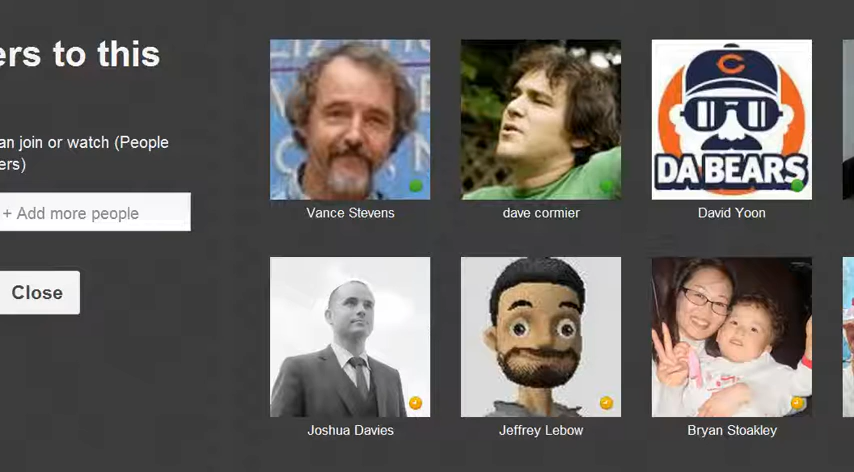 ers to this
an join or watch (People
ers)
+ Add more people
Close
Vance Stevens
dave cormier
C
DA BEARS
David Yoon
Joshua Davies
Jeffrey Lebow
Bryan Stoakley